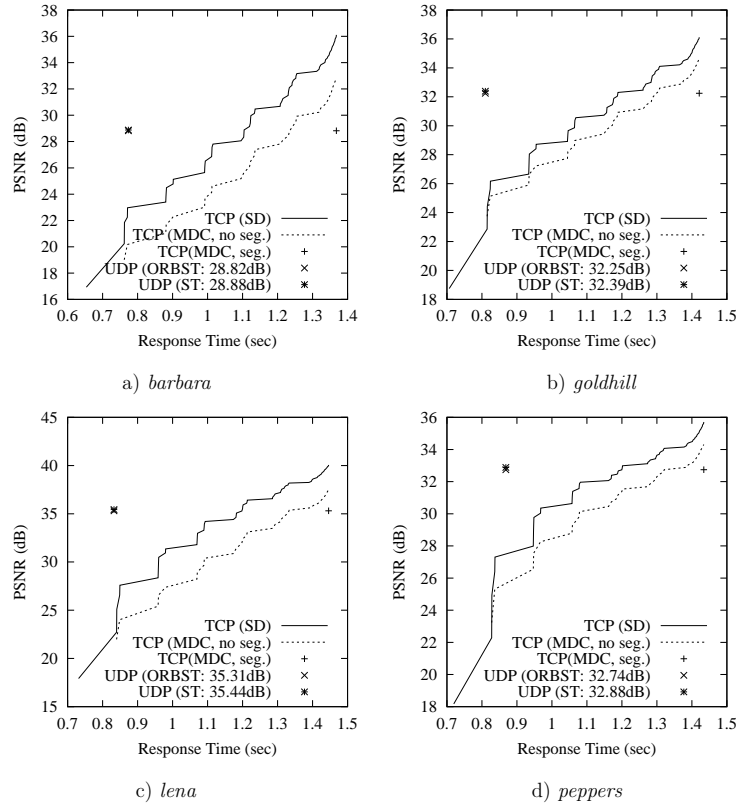 38
36
34
32
30
28
26
24
22
20
18
16
PSNR (dB)
TCP (SD)
TCP (MDC, no seg.)
TCP(MDC, seg.)
UDP (ORBST: 28.82dB)
UDP (ST: 28.88dB)
0.6 0.7 0.8 0.9 1 1.1 1.2 1.3 1.4
Response Time (sec)
a) barbara
38
36
34
32
30
28
26
24
22
20
18
PSNR (dB)
TCP (SD)
TCP (MDC, no seg.)
TCP(MDC, seg.)
UDP (ORBST: 32.25dB)
UDP (ST: 32.39dB)
0.7 0.8 0.9 1 1.1 1.2 1.3 1.4 1.5
Response Time (sec)
b) goldhill
45
40
35
30
25
20
15
PSNR (dB)
TCP (SD)
TCP (MDC, no seg.)
TCP(MDC, seg.)
UDP (ORBST: 35.31dB)
UDP (ST: 35.44dB)
0.7 0.8 0.9 1 1.1 1.2 1.3 1.4 1.5
Response Time (sec)
c) lena
36
34
32
30
28
26
24
22
20
18
PSNR (dB)
TCP (SD)
TCP (MDC, no seg.)
TCP(MDC, seg.)
UDP (ORBST: 32.74dB)
UDP (ST: 32.88dB)
0.7 0.8 0.9 1 1.1 1.2 1.3 1.4 1.5
Response Time (sec)
d) peppers